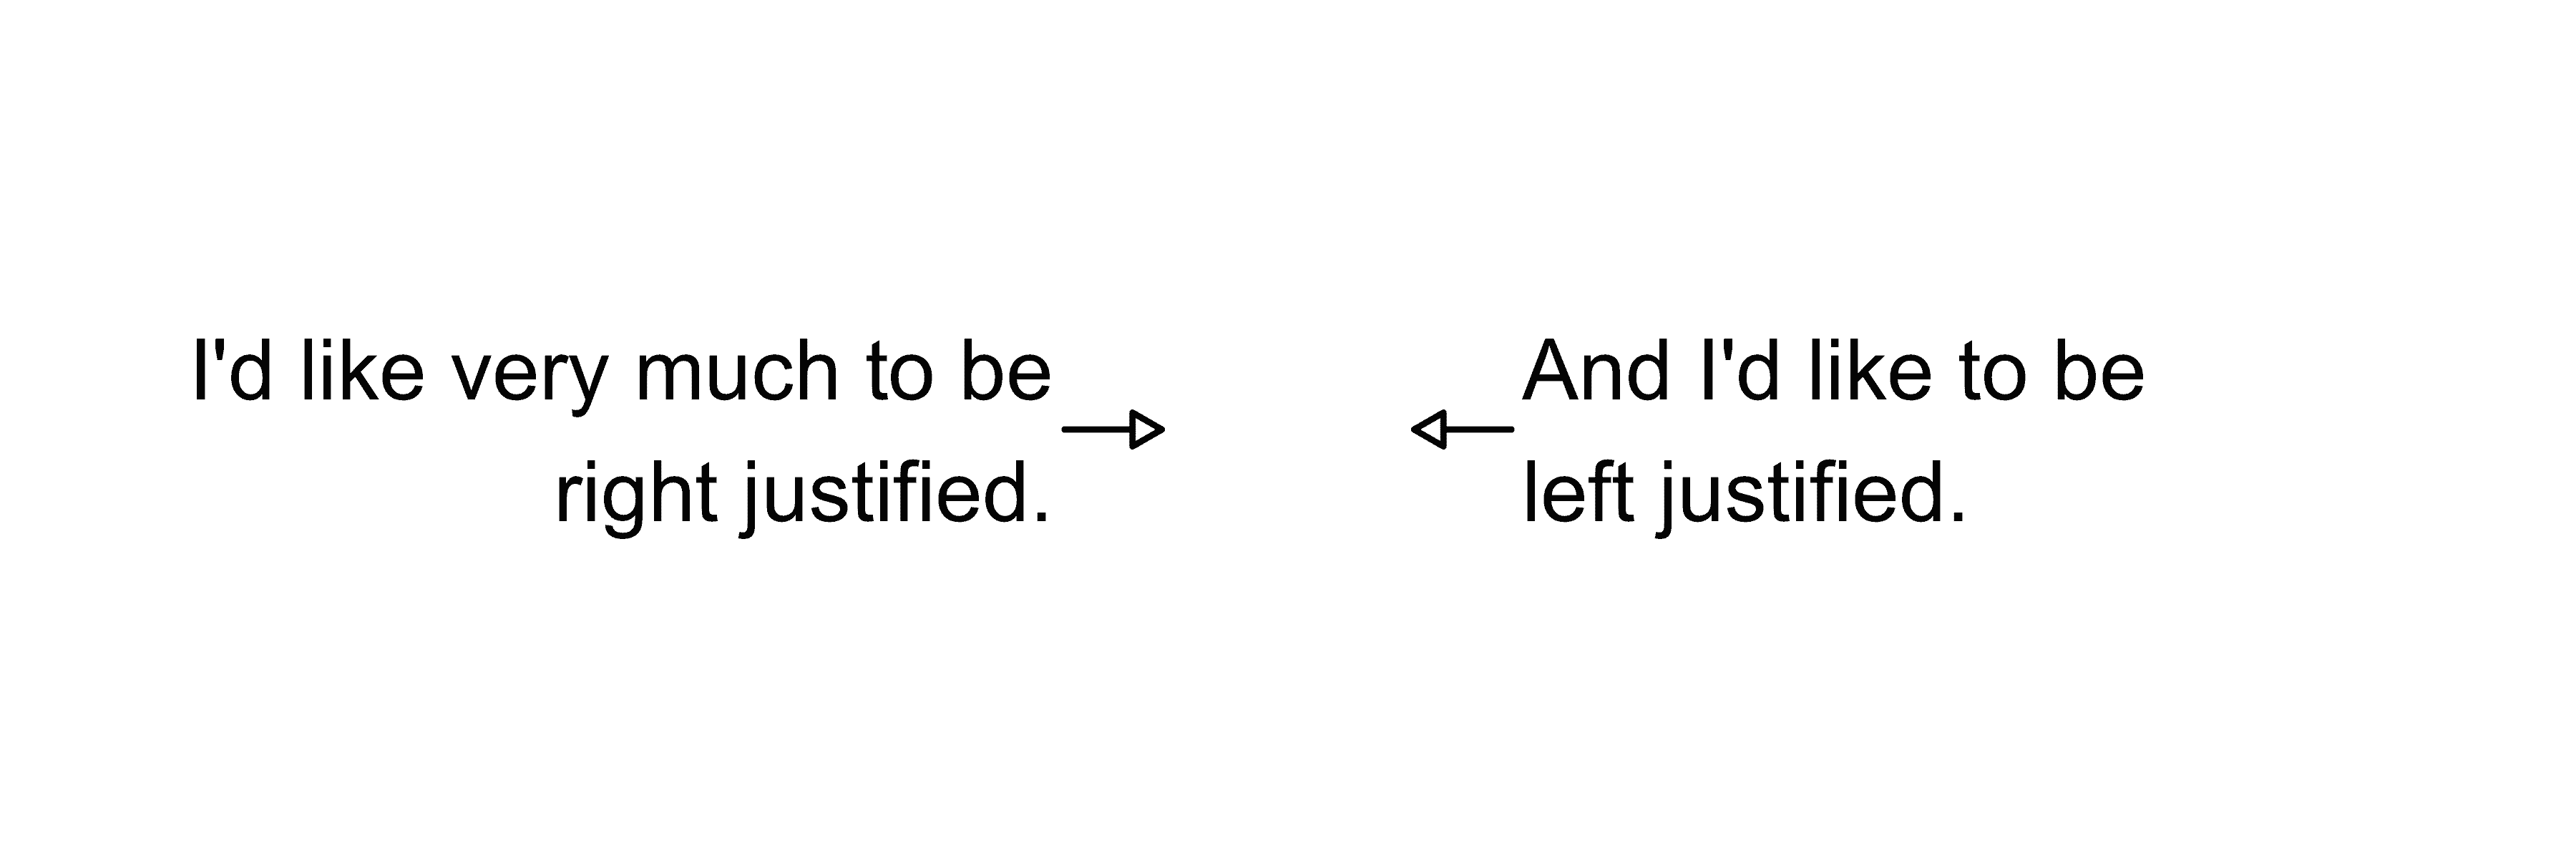 I'd like very much to be
right justified.
And I'd like to be
left justified.